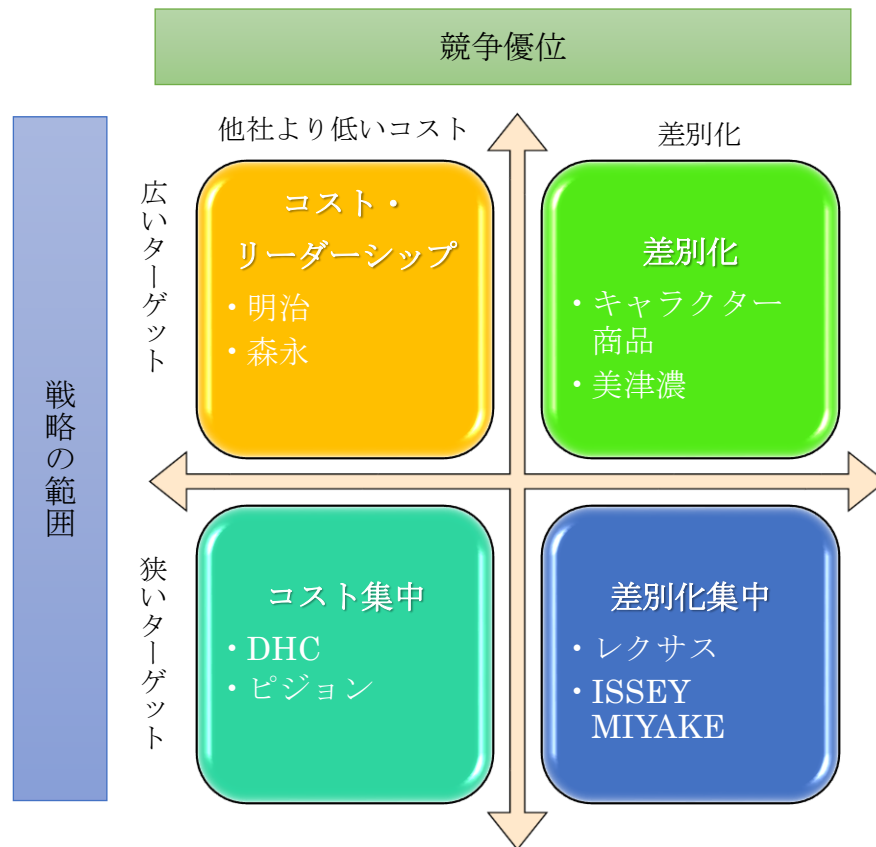 競争優位
他社より低いコスト
差別化
戦略の範囲
広いターゲット
コスト・
リーダーシップ
・明治
・森永
差別化
・キャラクター
商品
・美津濃
狭いターゲット
コスト集中
・DHC
・ピジョン
差別化集中
・レクサス
・ISSEY
MIYAKE